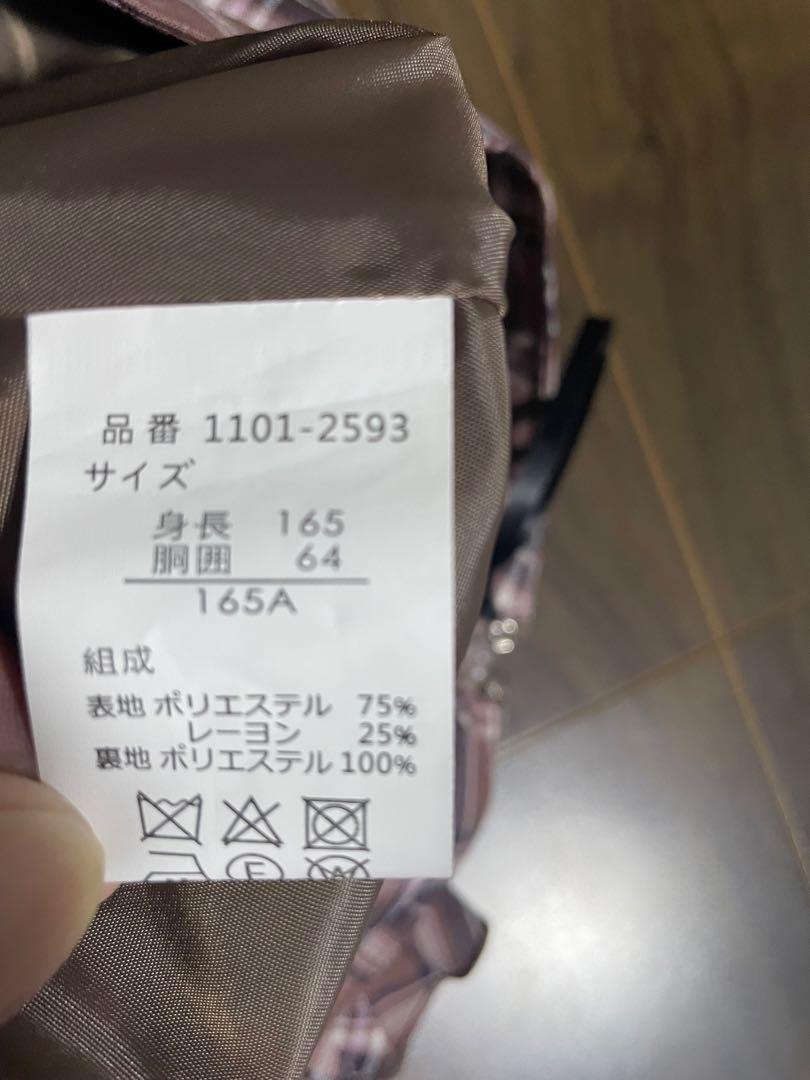 品番 1101-2593
サイズ
身長 165
胴囲 64
165A
組成
表地 ポリエステル 75%
レーヨン 25%
裏地 ポリエステル 100%
F